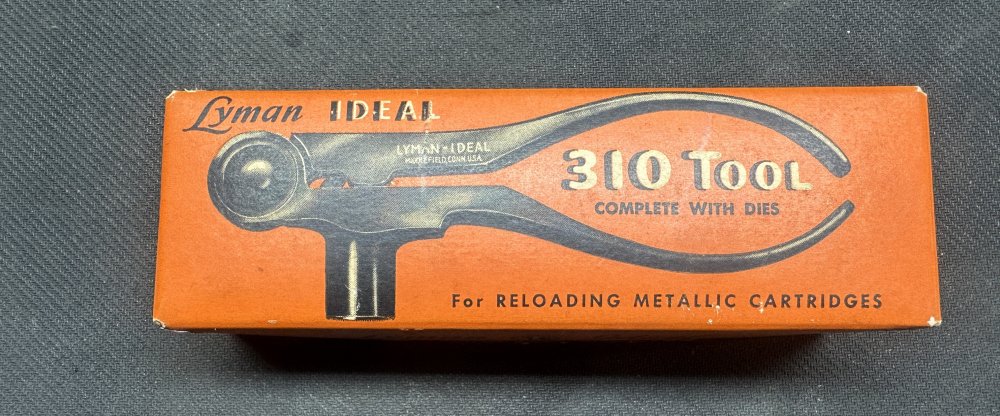 Lyman IDEAL
LYMAN-IDEAL
MIDDLEFIELD, CONN. U.S.A.
310 TOOL
COMPLETE WITH DIES
For RELOADING METALLIC CARTRIDGES